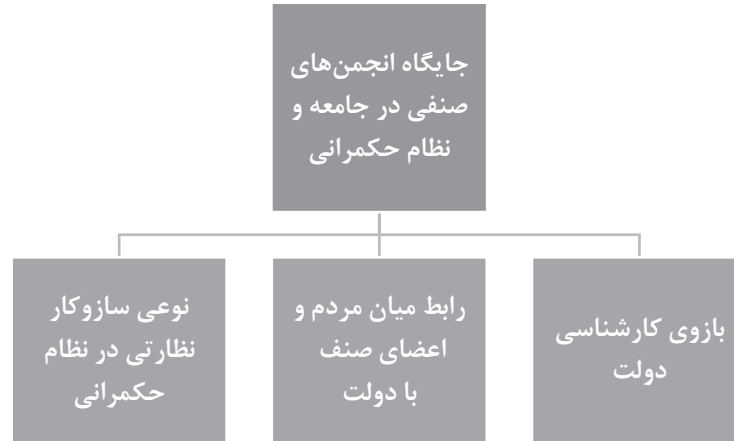 جایگاه انجمن‌های
صنفی در جامعه و
نظام حکمرانی
بازوی کارشناسی
دولت
رابط میان مردم و
اعضای صنف
با دولت
نوعی سازوکار
نظارتی در نظام
حکمرانی